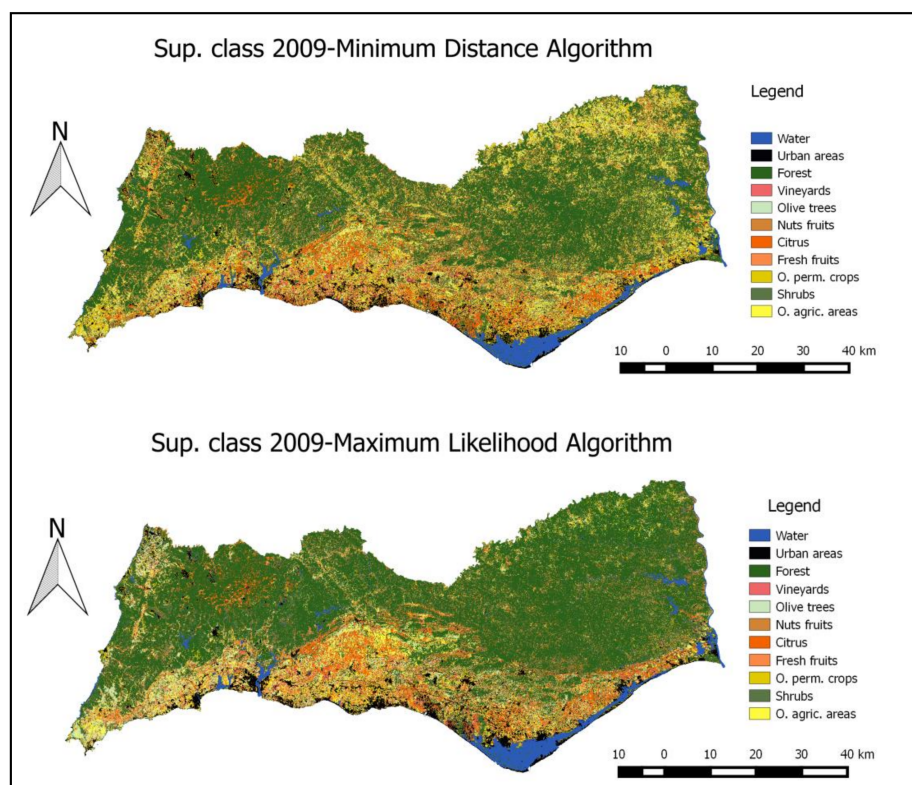 Sup. class 2009-Minimum Distance Algorithm
Legend
N
Water
Urban areas
Forest
Vineyards
Olive trees
Nuts fruits
Citrus
Fresh fruits
O. perm. crops
Shrubs
O. agric. areas
10 0 10 20 30 40 km
Sup. class 2009-Maximum Likelihood Algorithm
Legend
N
Water
Urban areas
Forest
Vineyards
Olive trees
Nuts fruits
Citrus
Fresh fruits
O. perm. crops
Shrubs
O. agric. areas
10 0 10 20 30 40 km